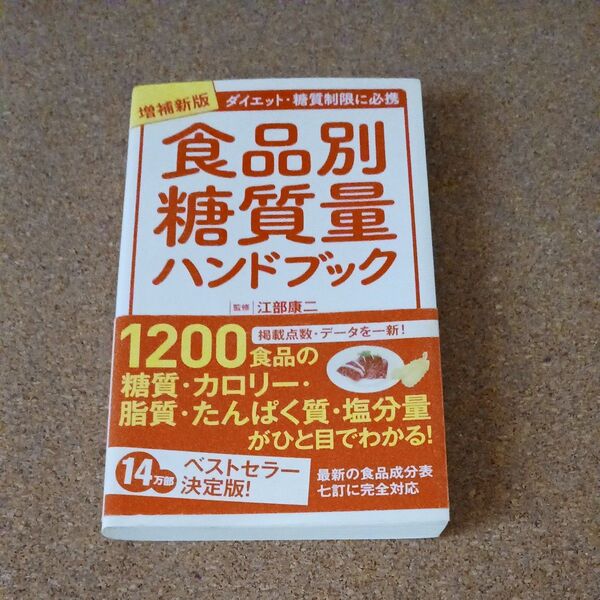 増補新版
ダイエット・糖質制限に必携
食品別
糖質量
ハンドブック
監修 江部康二
掲載点数・データを一新!
1200食品の
糖質・カロリー・
脂質・たんぱく質・塩分量
がひと目でわかる!
14万部
ベストセラー
決定版!
最新の食品成分表
七訂に完全対応